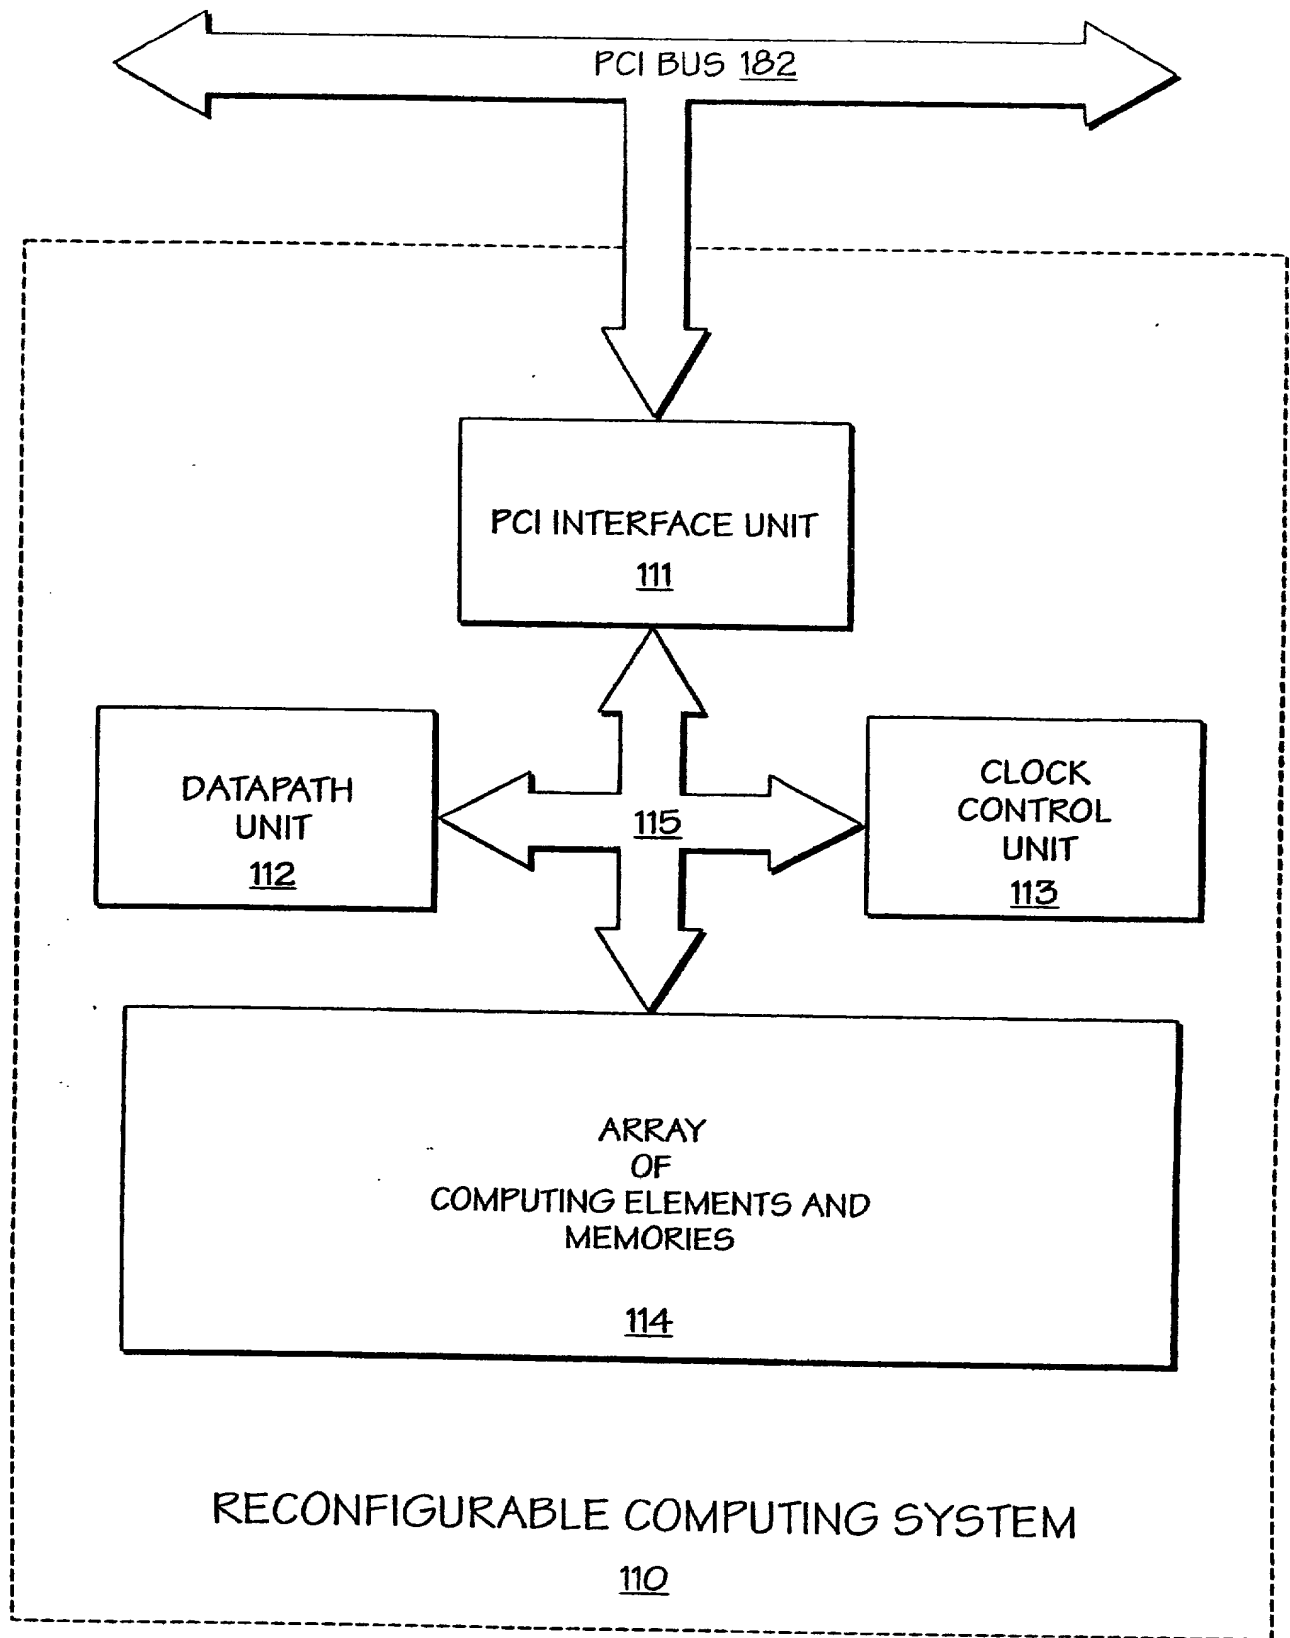 PCI BUS 182
PCI INTERFACE UNIT
111
DATAPATH
UNIT
112
115
CLOCK
CONTROL
UNIT
113
ARRAY
OF
COMPUTING ELEMENTS AND
MEMORIES
114
RECONFIGURABLE COMPUTING SYSTEM
110